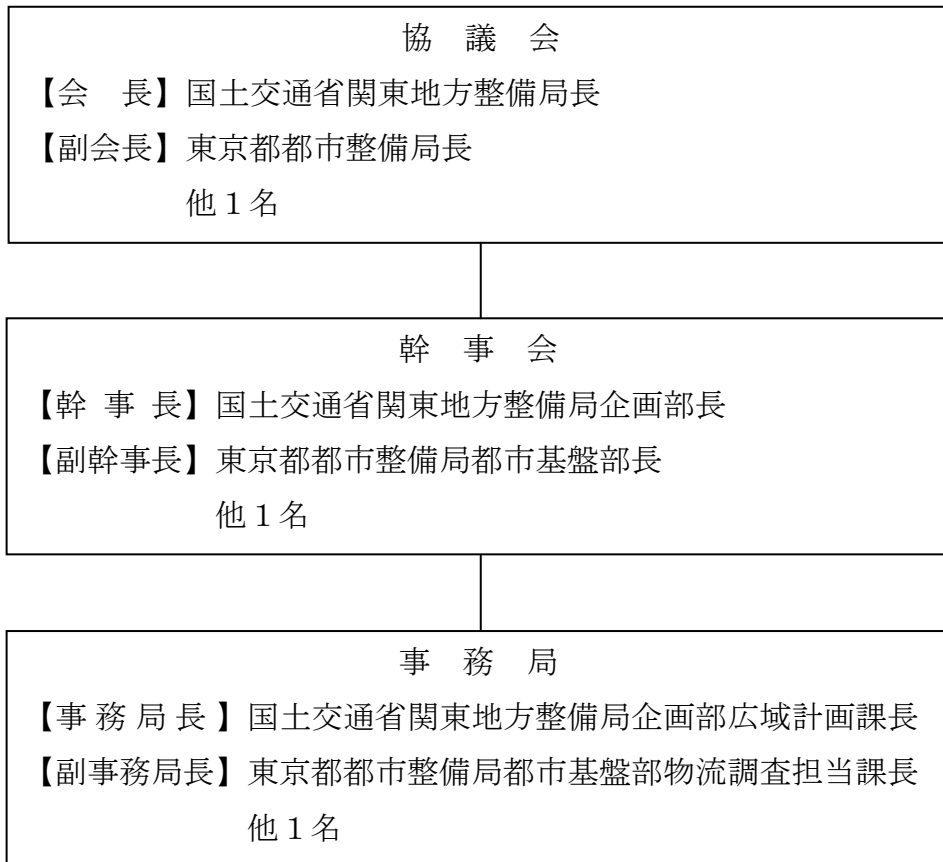 協　議　会
【会　長】国土交通省関東地方整備局長
【副会長】東京都都市整備局長
他１名
幹　事　会
【幹 事 長】国土交通省関東地方整備局企画部長
【副幹事長】東京都都市整備局都市基盤部長
他１名
事　務　局
【事 務 局 長 】国土交通省関東地方整備局企画部広域計画課長
【副事務局長】東京都都市整備局都市基盤部物流調査担当課長
他１名